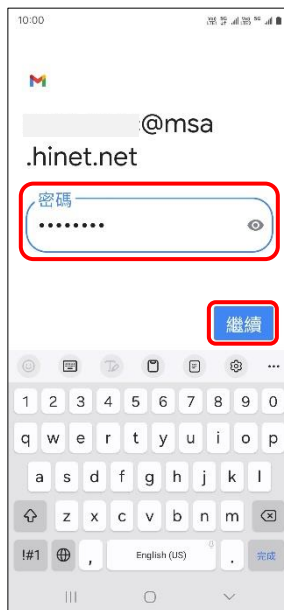 10:00
@msa
.hinet.net
密碼
••••••••
繼續
1 2 3 4 5 6 7 8 9 0
q w e r t y u i o p
a s d f g h j k l
z x c v b n m
!#1 , English (US) . 完成